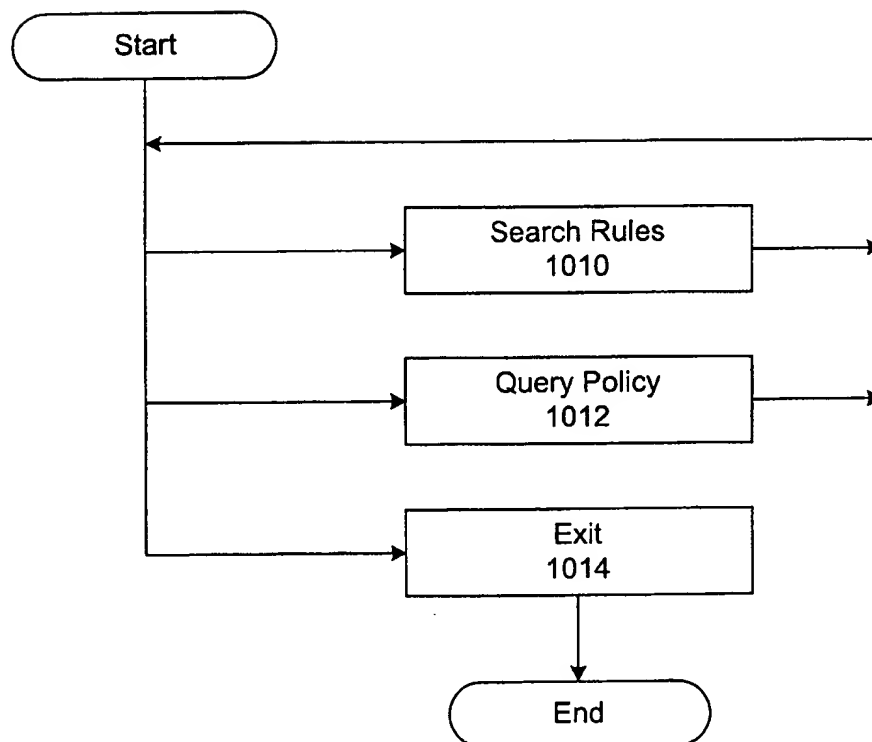 Start
Search Rules
1010
Query Policy
1012
Exit
1014
End